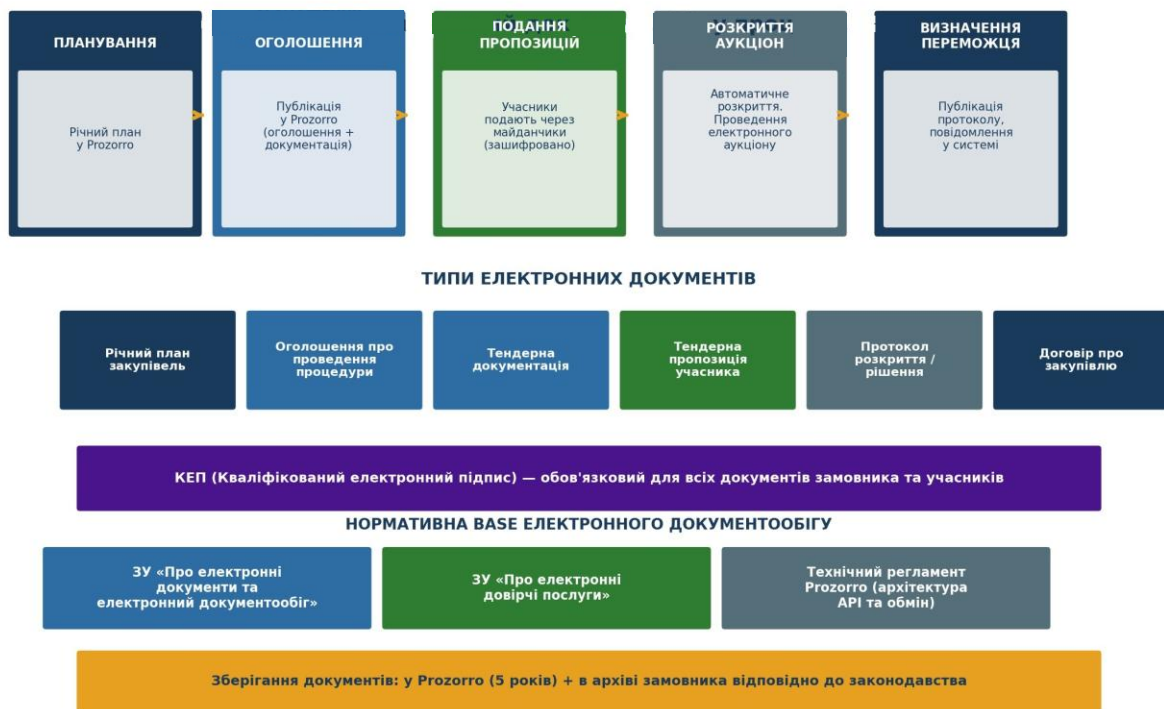 ПЛАНУВАННЯ
Річний план
у Prozorro
ОГОЛОШЕННЯ
Публікація
у Prozorro
(оголошення +
документація)
ПОДАННЯ
ПРОПОЗИЦІЙ
Учасники
подають через
майданчики
(зашифровано)
РОЗКРИТТЯ
АУКЦІОН
Автоматичне
розкриття.
Проведення
електронного
аукціону
ВИЗНАЧЕННЯ
ПЕРЕМОЖЦЯ
Публікація
протоколу,
повідомлення
у системі
ТИПИ ЕЛЕКТРОННИХ ДОКУМЕНТІВ
Річний план
закупівель
Оголошення про
проведення
процедури
Тендерна
документація
Тендерна
пропозиція
учасника
Протокол
розкриття /
рішення
Договір про
закупівлю
КЕП (Кваліфікований електронний підпис) — обов'язковий для всіх документів замовника та учасників
НОРМАТИВНА BASE ЕЛЕКТРОННОГО ДОКУМЕНТООБІГУ
ЗУ «Про електронні
документи та
електронний документообіг»
ЗУ «Про електронні
довірчі послуги»
Технічний регламент
Prozorro (архітектура
API та обмін)
Зберігання документів: у Prozorro (5 років) + в архіві замовника відповідно до законодавства